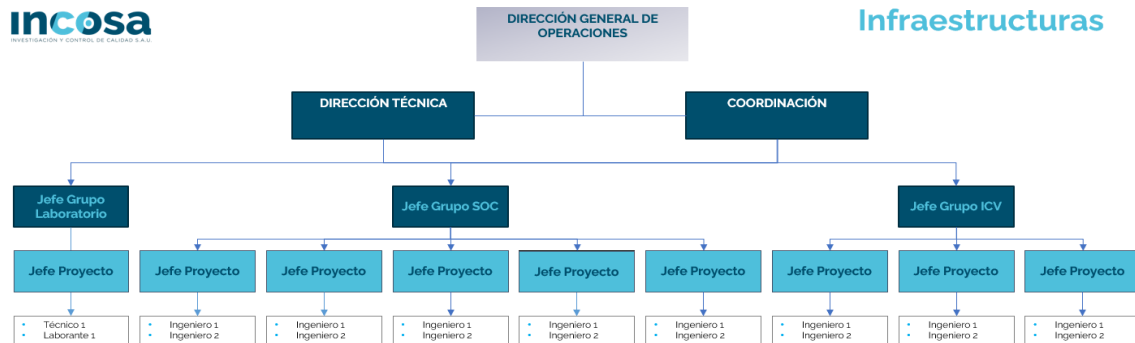 incosa
INVESTIGACIÓN Y CONTROL DE CALIDAD S.A.U.
DIRECCIÓN GENERAL DE
OPERACIONES
Infraestructuras
DIRECCIÓN TÉCNICA
COORDINACIÓN
Jefe Grupo
Laboratorio
Jefe Grupo SOC
Jefe Grupo ICV
Jefe Proyecto
Jefe Proyecto
Jefe Proyecto
Jefe Proyecto
Jefe Proyecto
Jefe Proyecto
Jefe Proyecto
Jefe Proyecto
Jefe Proyecto
• Técnico 1
• Laborante 1
• Ingeniero 1
• Ingeniero 2
• Ingeniero 1
• Ingeniero 2
• Ingeniero 1
• Ingeniero 2
• Ingeniero 1
• Ingeniero 2
• Ingeniero 1
• Ingeniero 2
• Ingeniero 1
• Ingeniero 2
• Ingeniero 1
• Ingeniero 2
• Ingeniero 1
• Ingeniero 2